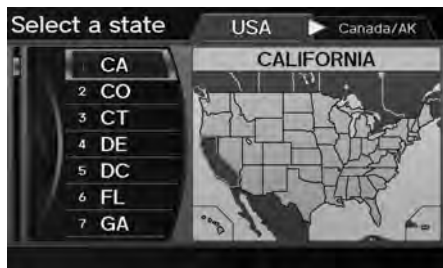 Select a state
USA
Canada/AK
CALIFORNIA
1 CA
2 CO
3 CT
4 DE
5 DC
6 FL
7 GA